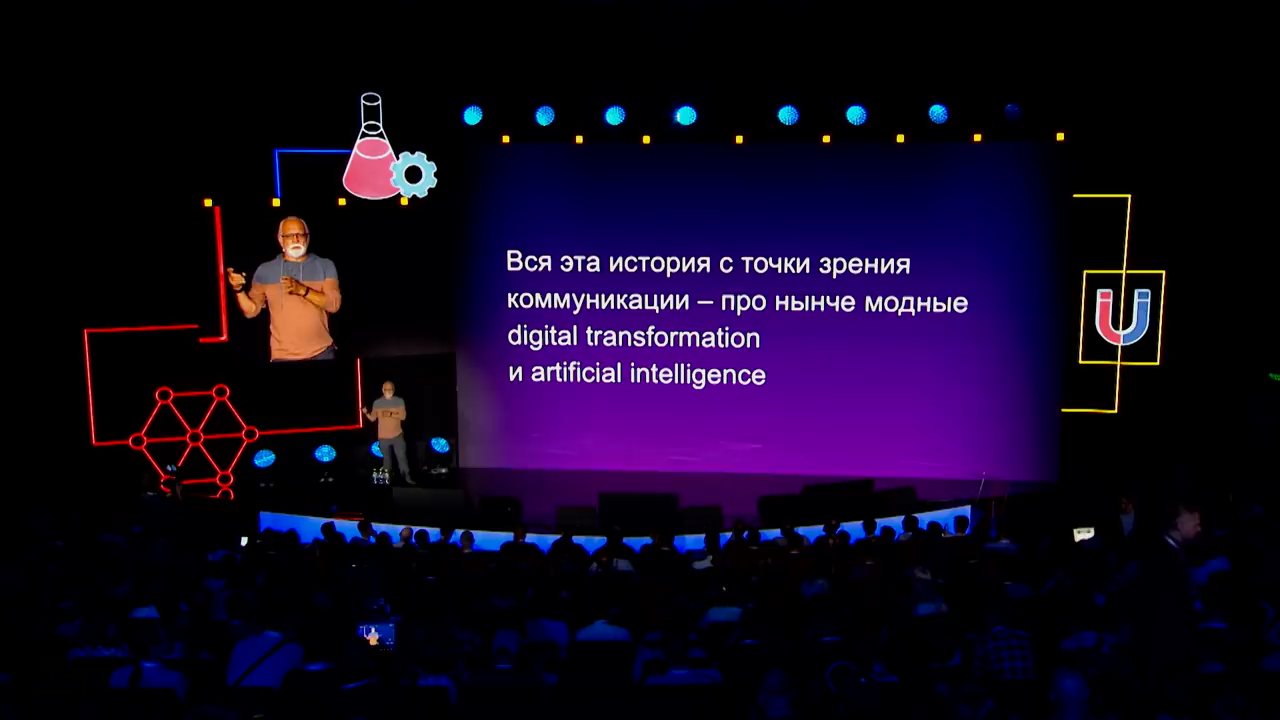 Вся эта история с точки зрения
коммуникации – про нынче модные
digital transformation
и artificial intelligence